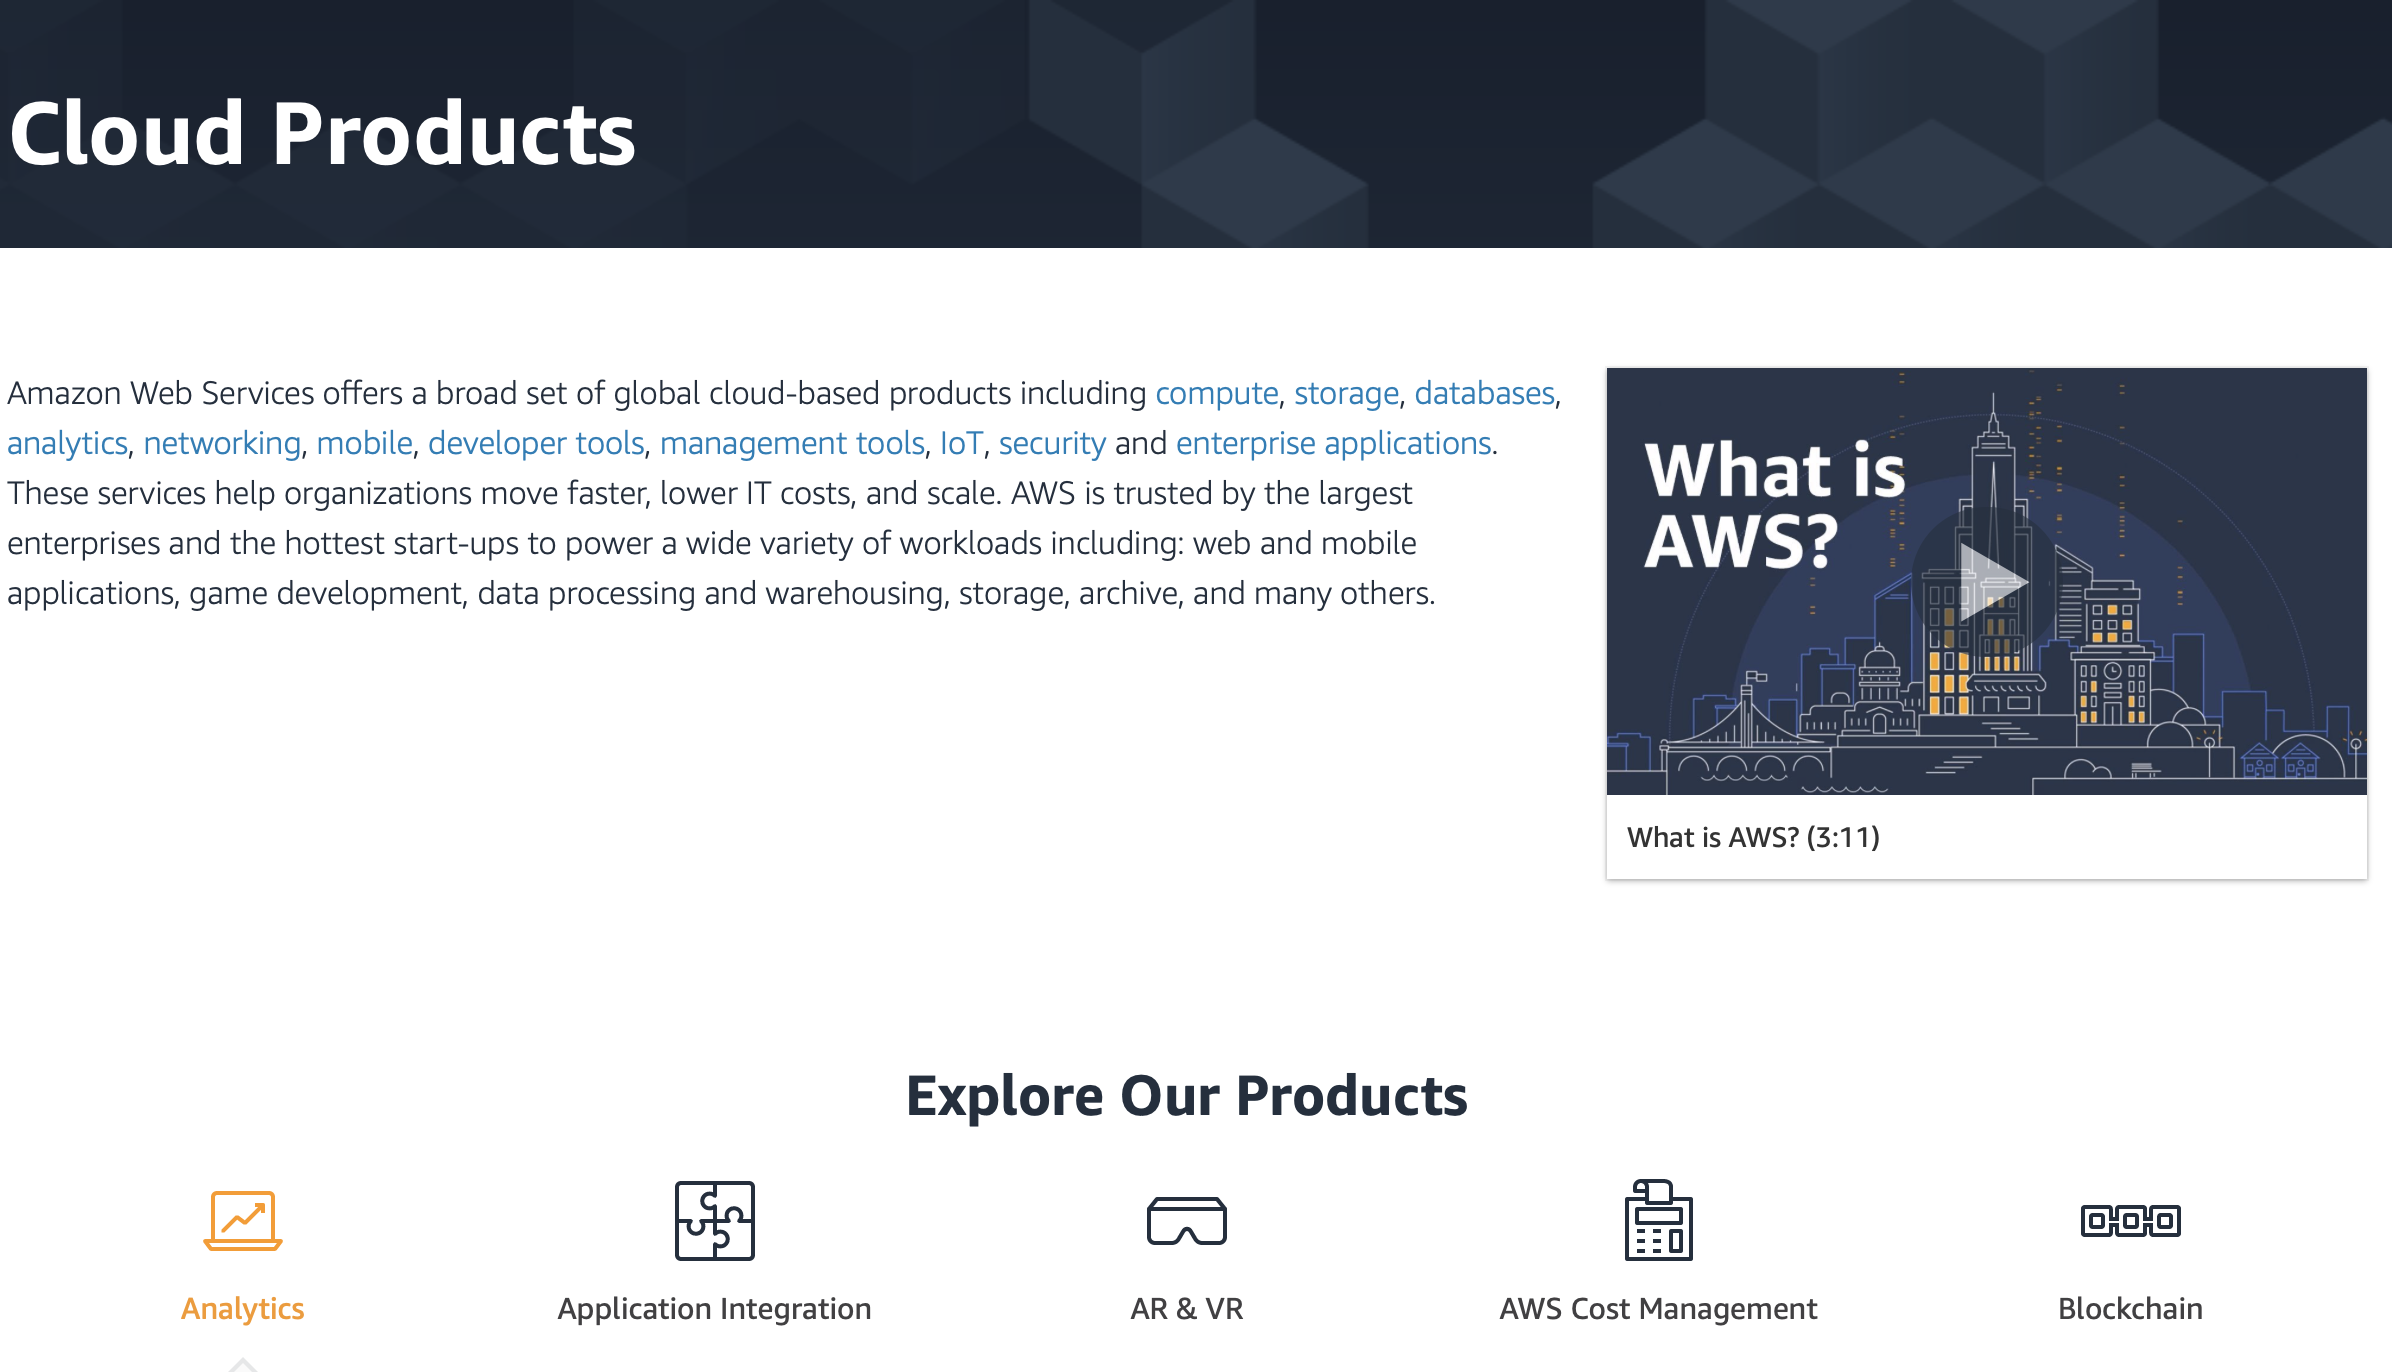 Cloud Products
Amazon Web Services offers a broad set of global cloud-based products including compute, storage, databases,
analytics, networking, mobile, developer tools, management tools, IoT, security and enterprise applications.
These services help organizations move faster, lower IT costs, and scale. AWS is trusted by the largest
enterprises and the hottest start-ups to power a wide variety of workloads including: web and mobile
applications, game development, data processing and warehousing, storage, archive, and many others.
What is
AWS?
What is AWS? (3:11)
Explore Our Products
Analytics
Application Integration
AR & VR
AWS Cost Management
Blockchain